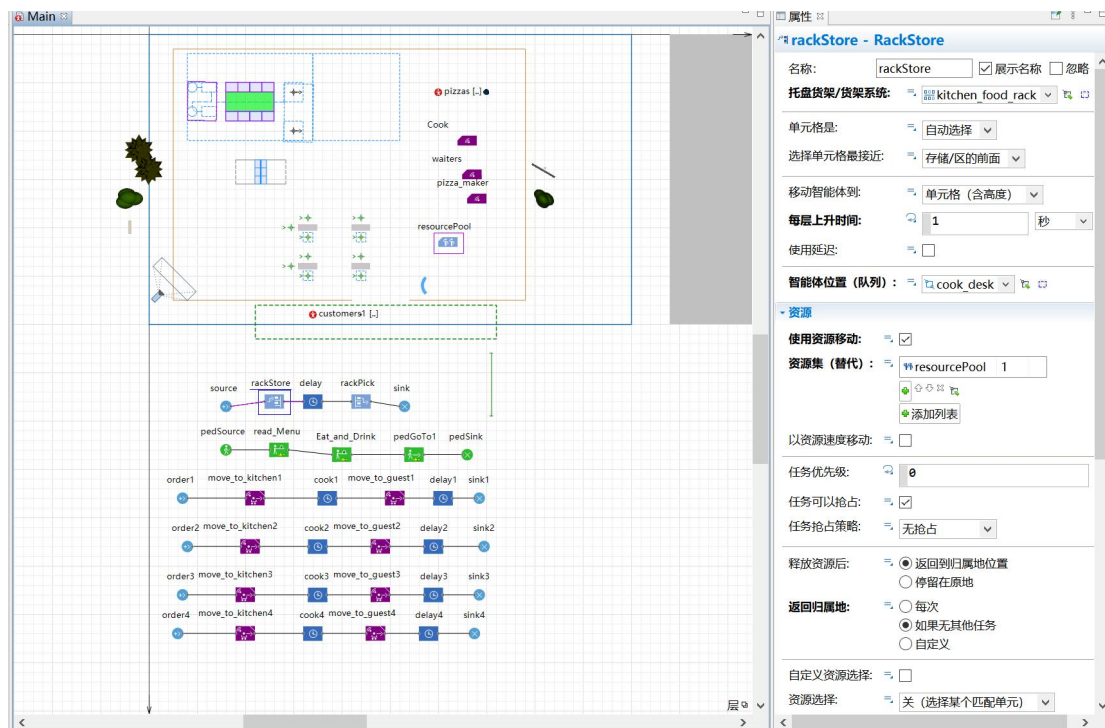 Main
pizzas [..]
Cook
waiters
pizza_maker
resourcePool
customers1 [..]
source rackStore delay rackPick sink
pedSource read_Menu Eat_and_Drink pedGoTo1 pedSink
order1 move_to_kitchen1 cook1 move_to_guest1 delay1 sink1
order2 move_to_kitchen2 cook2 move_to_guest2 delay2 sink2
order3 move_to_kitchen3 cook3 move_to_guest3 delay3 sink3
order4 move_to_kitchen4 cook4 move_to_guest4 delay4 sink4
层
属性
rackStore - RackStore
名称: rackStore 展示名称 忽略
托盘货架/货架系统: kitchen_food_rack
单元格是: 自动选择
选择单元格最接近: 存储/区的前面
移动智能体到: 单元格（含高度）
每层上升时间: 1 秒
使用延迟:
智能体位置（队列）: cook_desk
资源
使用资源移动:
资源集（替代）: resourcePool 1
添加列表
以资源速度移动:
任务优先级: 0
任务可以抢占:
任务抢占策略: 无抢占
释放资源后: 返回到归属地位置
停留在原地
返回归属地: 每次
如果无其他任务
自定义
自定义资源选择:
资源选择: 关（选择某个匹配单元)